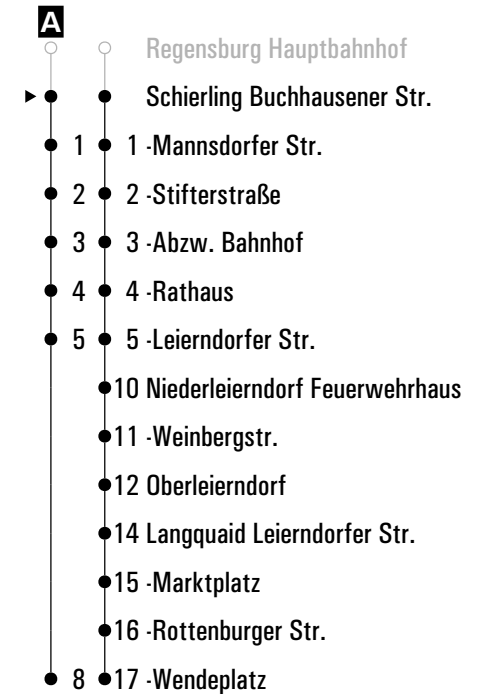 A
Regensburg Hauptbahnhof
Schierling Buchhausener Str.
1 1 -Mannsdorfer Str.
2 2 -Stifterstraße
3 3 -Abzw. Bahnhof
4 4 -Rathaus
5 5 -Leierndorfer Str.
10 Niederleierndorf Feuerwehrhaus
11 -Weinbergstr.
12 Oberleierndorf
14 Langquaid Leierndorfer Str.
15 -Marktplatz
16 -Rottenburger Str.
8 17 -Wendeplatz